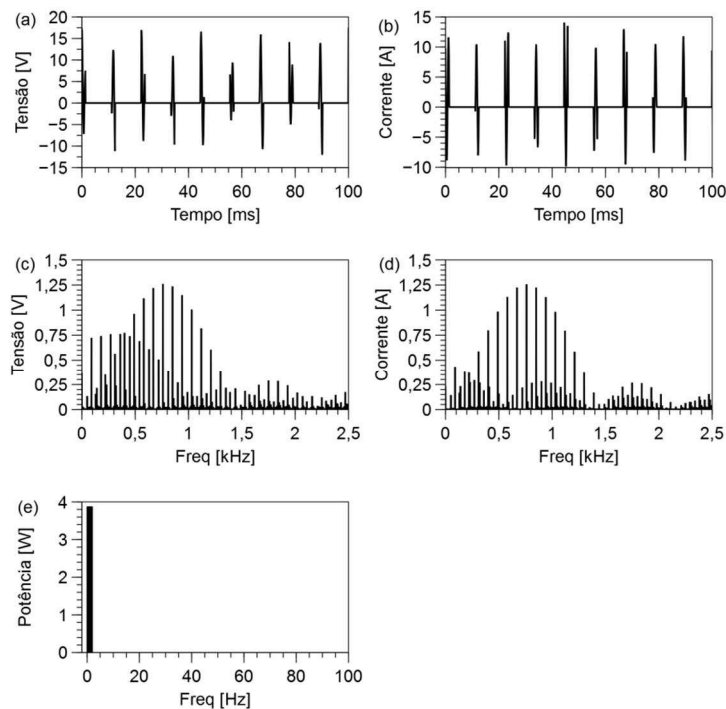 (a)
Tensão [V]
20
15
10
5
0
−5
−10
−15
0 20 40 60 80 100
Tempo [ms]
(b)
Corrente [A]
15
10
5
0
−5
−10
0 20 40 60 80 100
Tempo [ms]
(c)
Tensão [V]
1,5
1,25
1
0,75
0,5
0,25
0
0 0,5 1 1,5 2 2,5
Freq [kHz]
(d)
Corrente [A]
1,5
1,25
1
0,75
0,5
0,25
0
0 0,5 1 1,5 2 2,5
Freq [kHz]
(e)
Potência [W]
4
3
2
1
0
0 20 40 60 80 100
Freq [Hz]